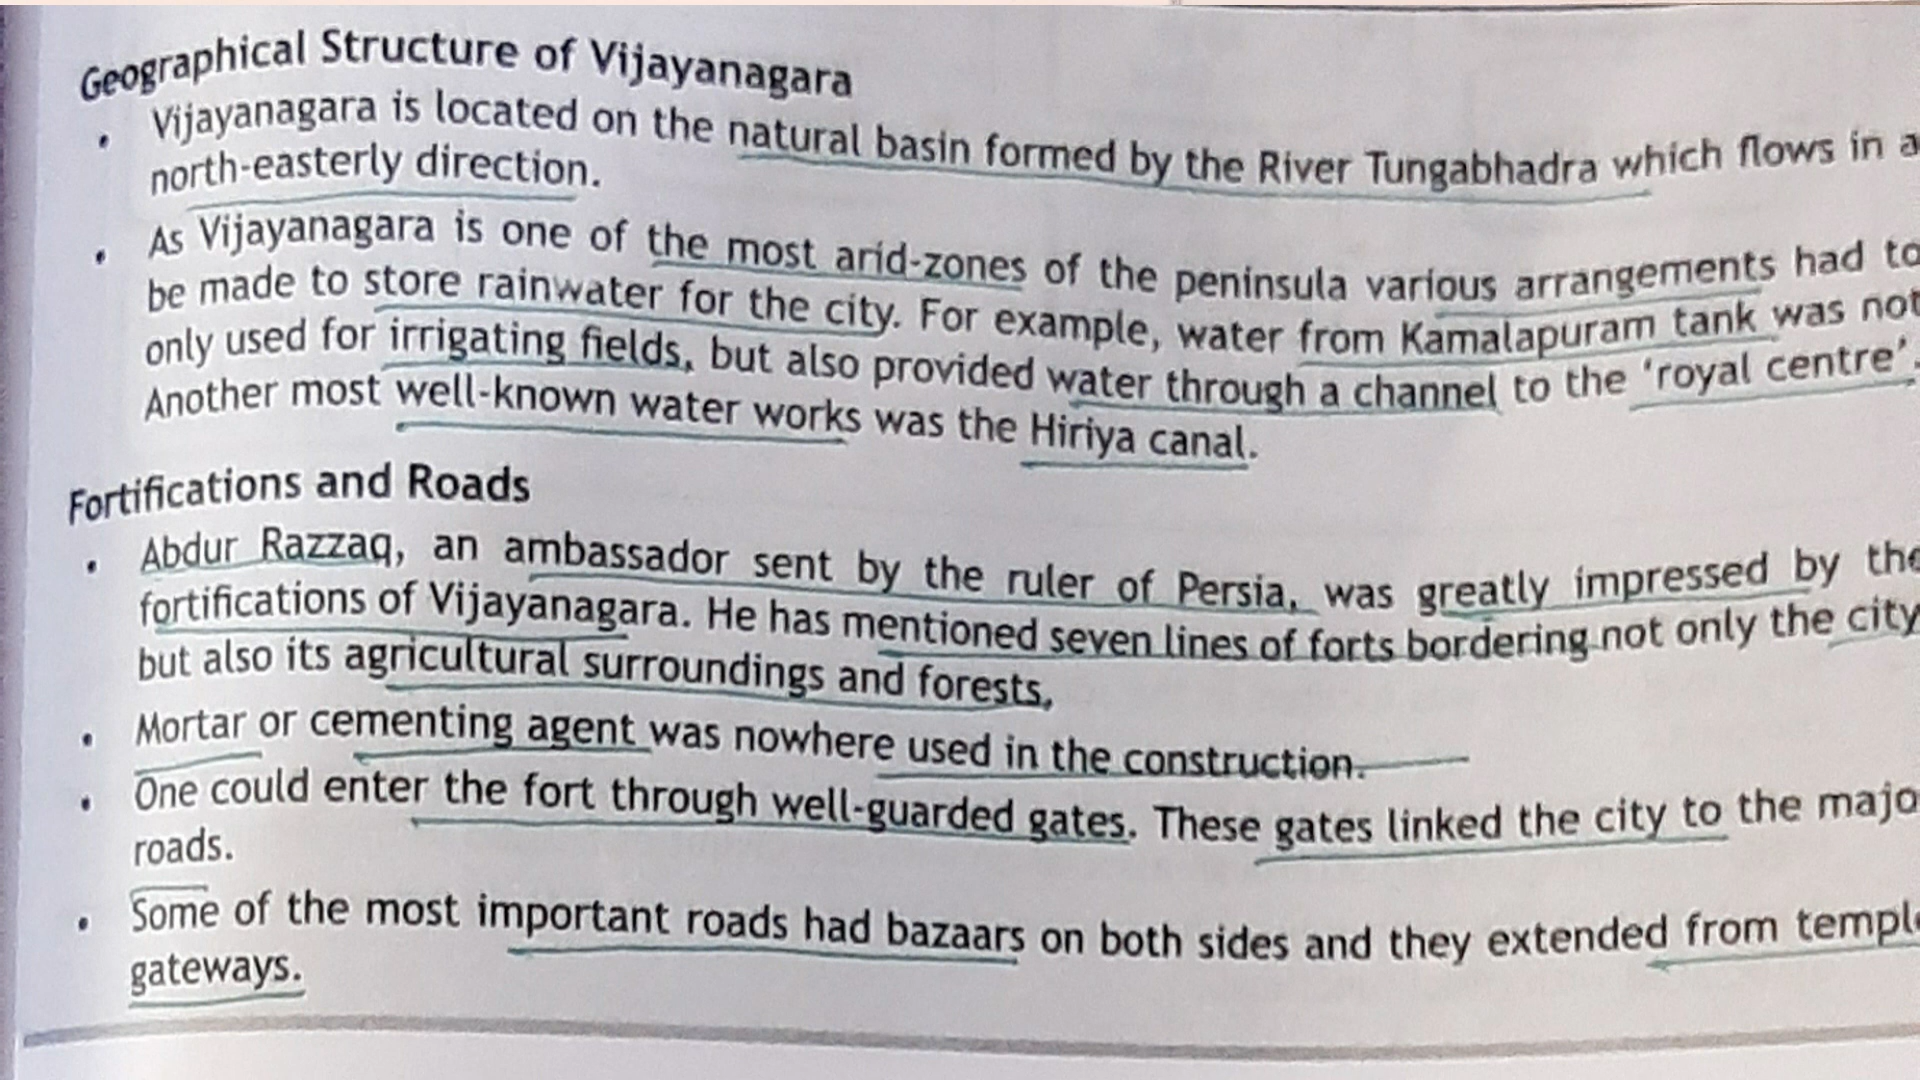 Geographical Structure of Vijayanagara
• Vijayanagara is located on the natural basin formed by the River Tungabhadra which flows in a
north-easterly direction.
• As Vijayanagara is one of the most arid-zones of the peninsula various arrangements had to
be made to store rainwater for the city. For example, water from Kamalapuram tank was not
only used for irrigating fields, but also provided water through a channel to the 'royal centre'.
Another most well-known water works was the Hiriya canal.
Fortifications and Roads
• Abdur Razzaq, an ambassador sent by the ruler of Persia, was greatly impressed by the
fortifications of Vijayanagara. He has mentioned seven lines of forts bordering not only the city
but also its agricultural surroundings and forests,
• Mortar or cementing agent was nowhere used in the construction.
• One could enter the fort through well-guarded gates. These gates linked the city to the majo
roads.
• Some of the most important roads had bazaars on both sides and they extended from temple
gateways.